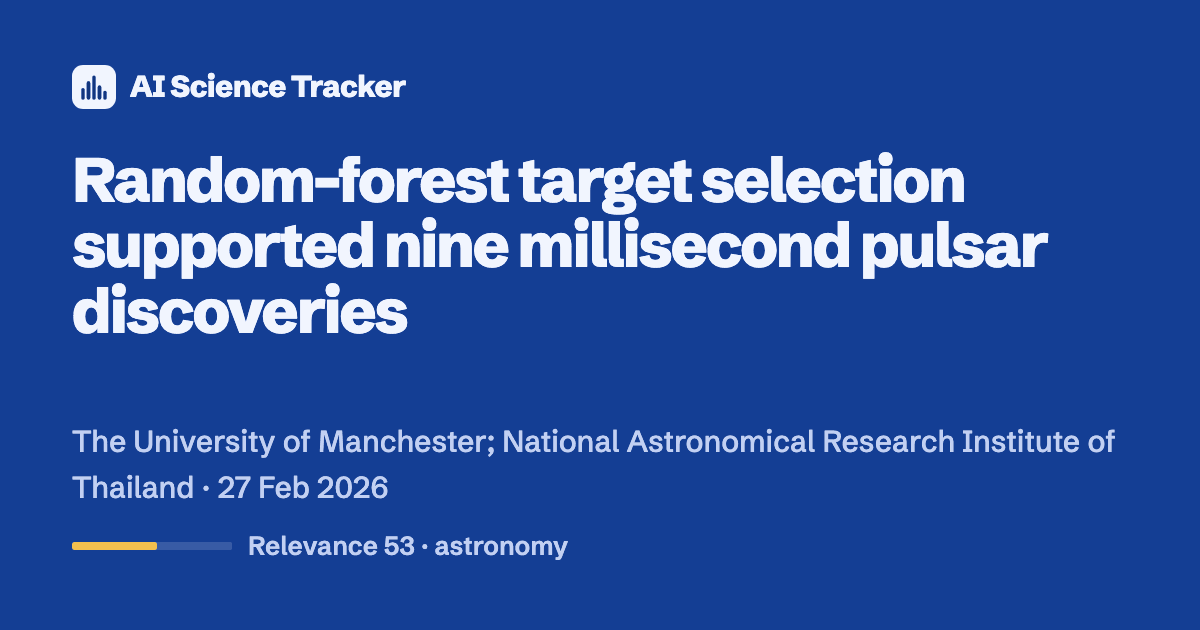 AI Science Tracker
Random-forest target selection
supported nine millisecond pulsar
discoveries
The University of Manchester; National Astronomical Research Institute of
Thailand · 27 Feb 2026
Relevance 53 · astronomy